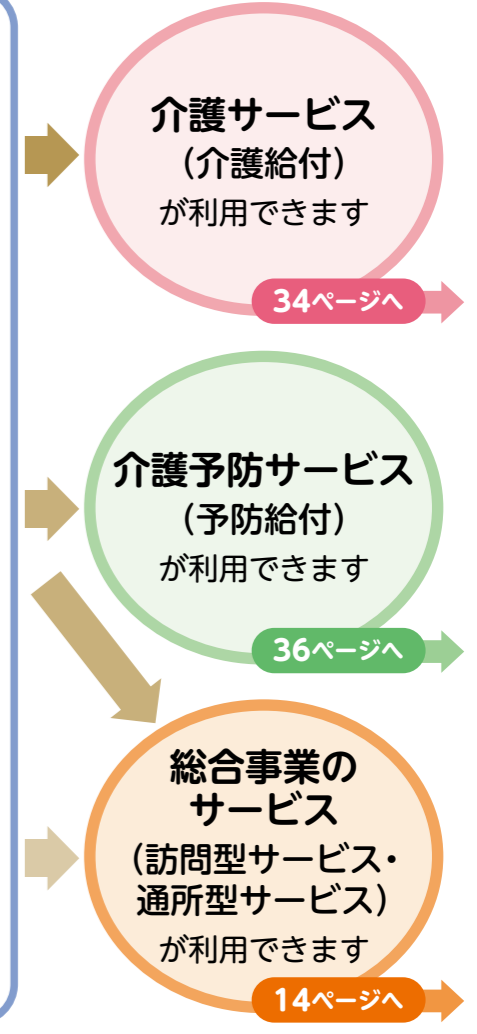 介護サービス
（介護給付）
が利用できます
34ページへ
介護予防サービス
（予防給付）
が利用できます
36ページへ
総合事業の
サービス
（訪問型サービス・
通所型サービス）
が利用できます
14ページへ